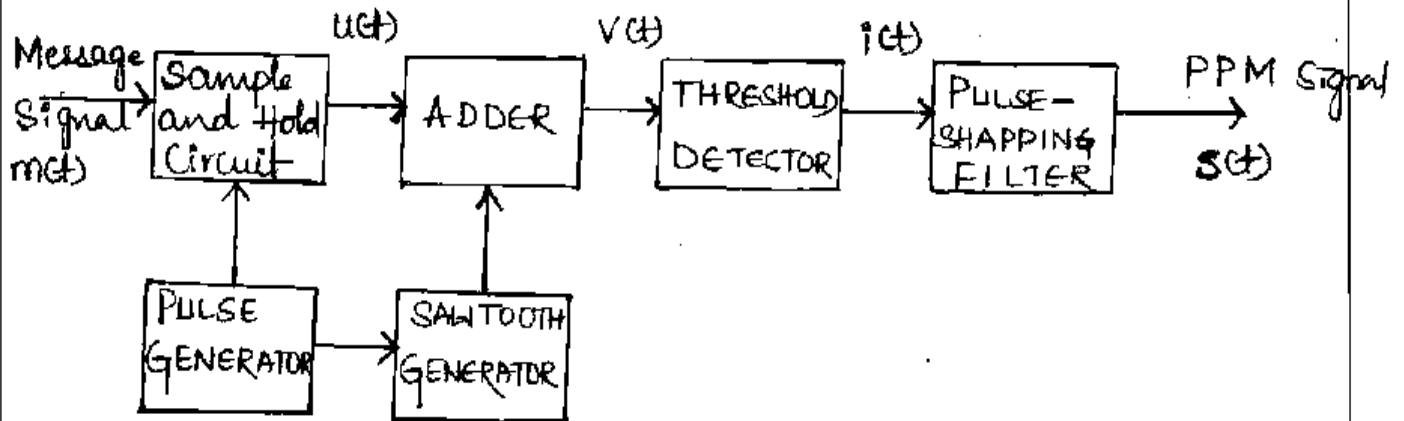 Message
Signal
m(t)
Sample
and Hold
Circuit
u(t)
ADDER
v(t)
THRESHOLD
DETECTOR
i(t)
PULSE-
SHAPPING
FILTER
PPM Signal
s(t)
PULSE
GENERATOR
SAWTOOTH
GENERATOR